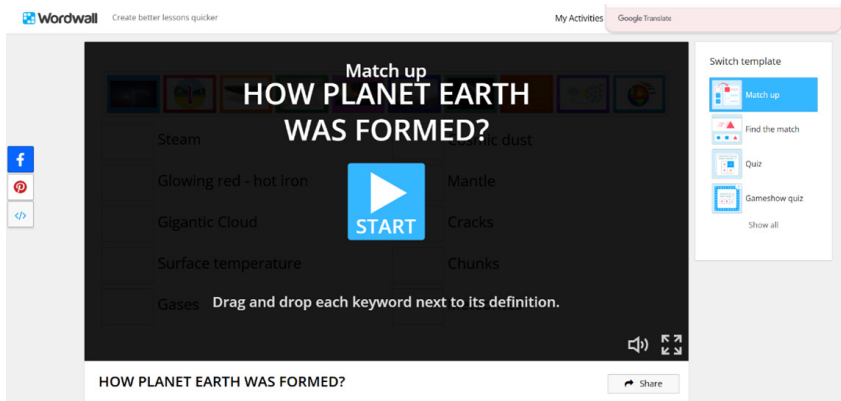 Wordwall
Create better lessons quicker
My Activities
Google Translate
Match up
HOW PLANET EARTH
WAS FORMED?
START
Drag and drop each keyword next to its definition.
Steam
Cosmic dust
Glowing red - hot iron
Mantle
Gigantic Cloud
Cracks
Surface temperature
Chunks
Gases
HOW PLANET EARTH WAS FORMED?
Share
Switch template
Match up
Find the match
Quiz
Gameshow quiz
Show all